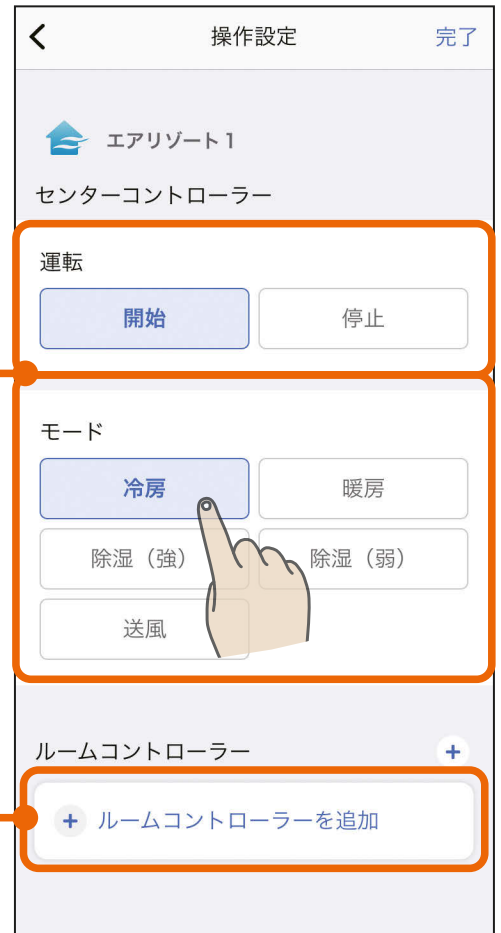 操作設定 完了
エアリゾート1
センターコントローラー
運転
開始 停止
モード
冷房 暖房
除湿（強） 除湿（弱）
送風
ルームコントローラー +
+ ルームコントローラーを追加